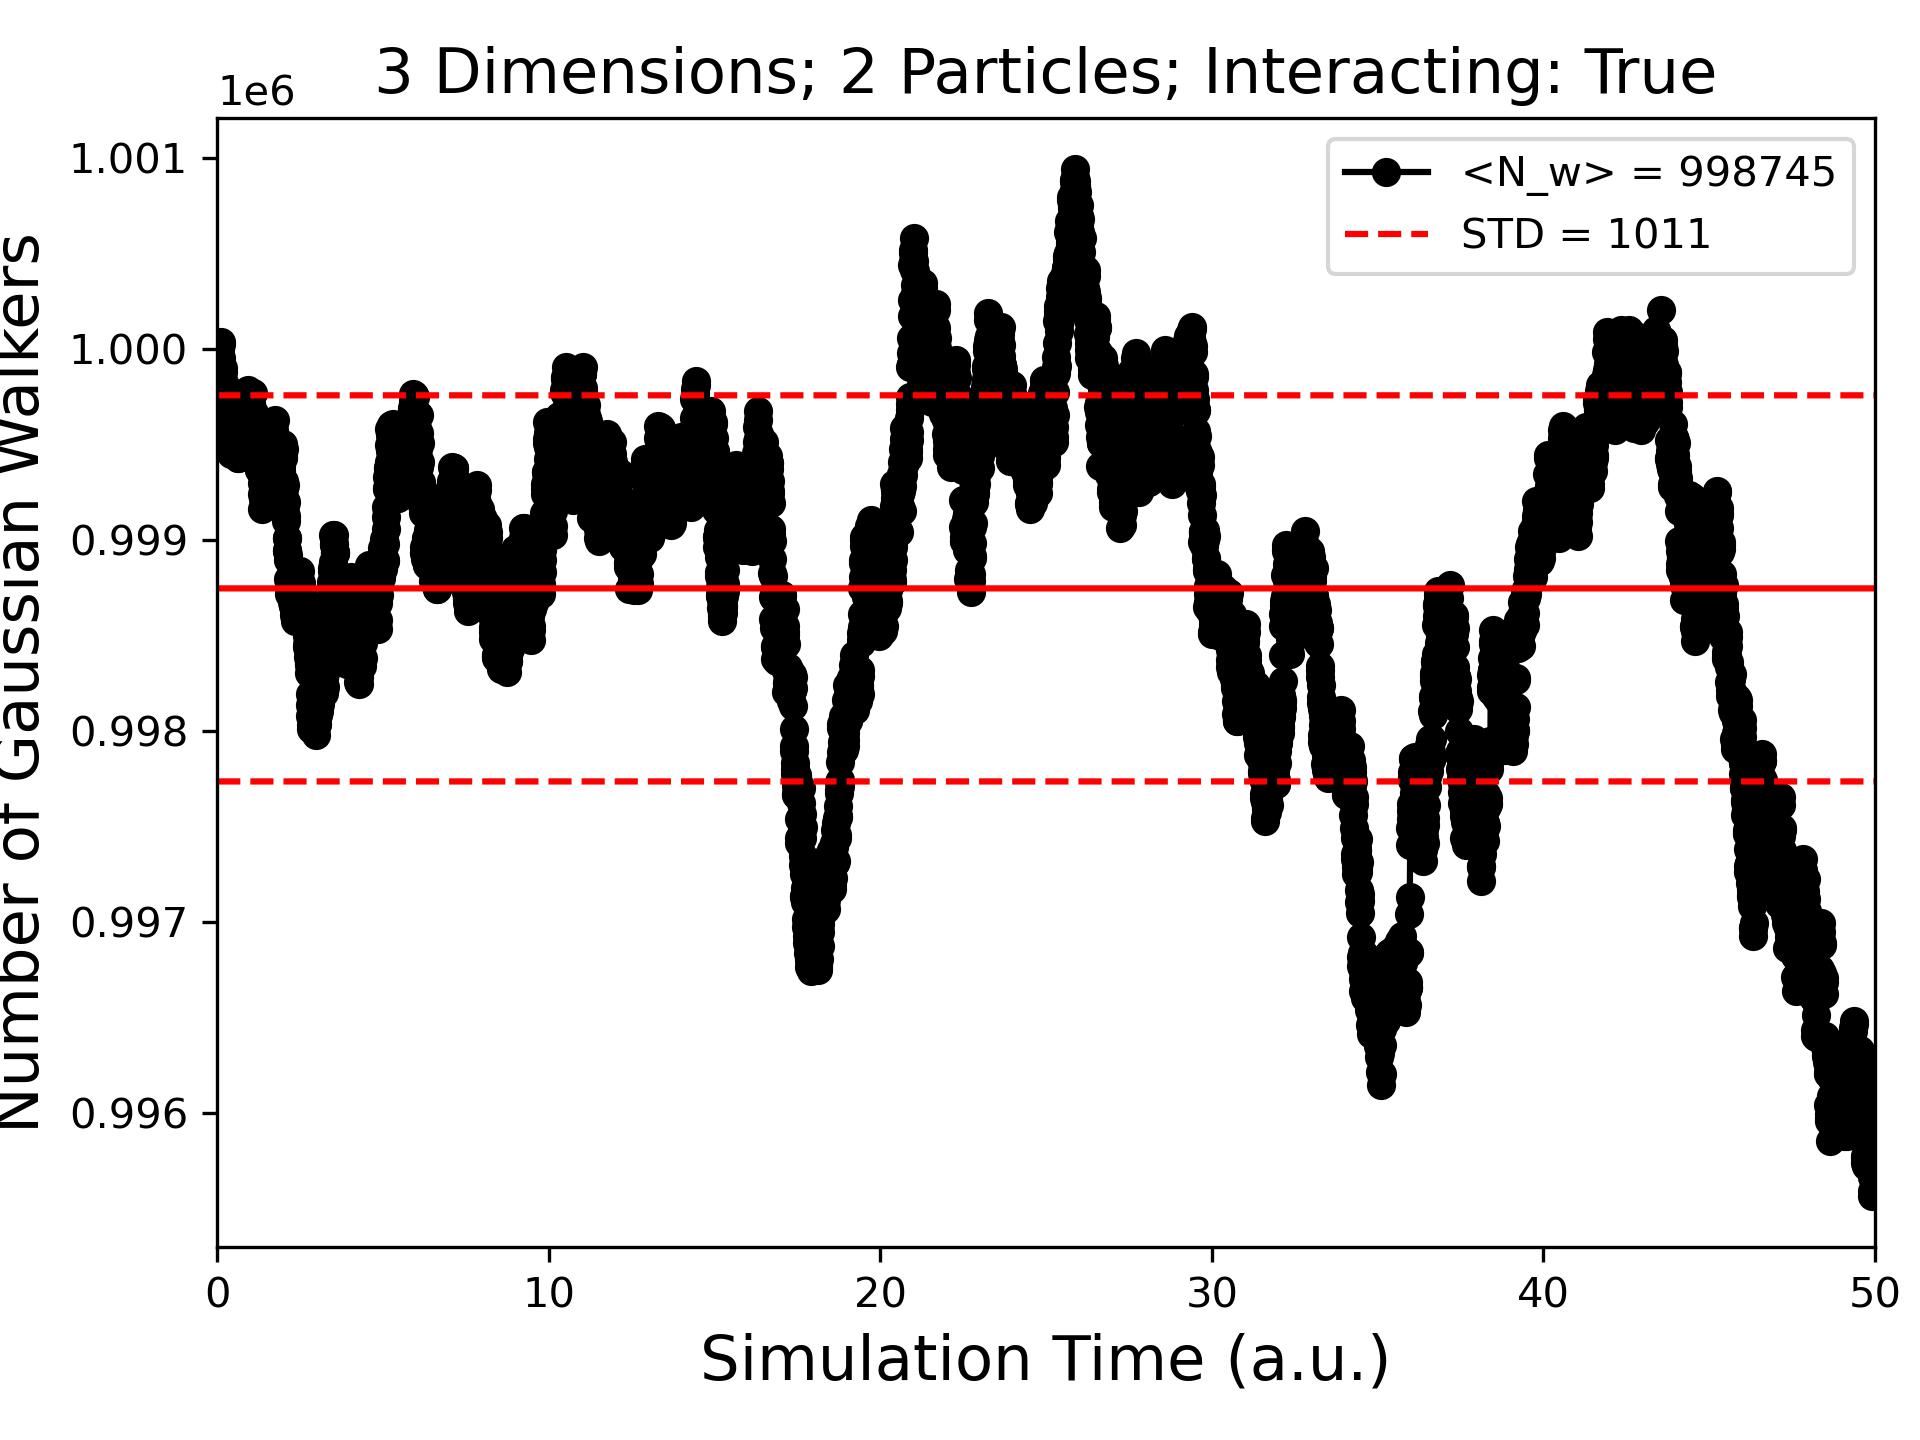 3 Dimensions; 2 Particles; Interacting: True
1e6
<N_w> = 998745
STD = 1011
Number of Gaussian Walkers
1.001
1.000
0.999
0.998
0.997
0.996
0 10 20 30 40 50
Simulation Time (a.u.)